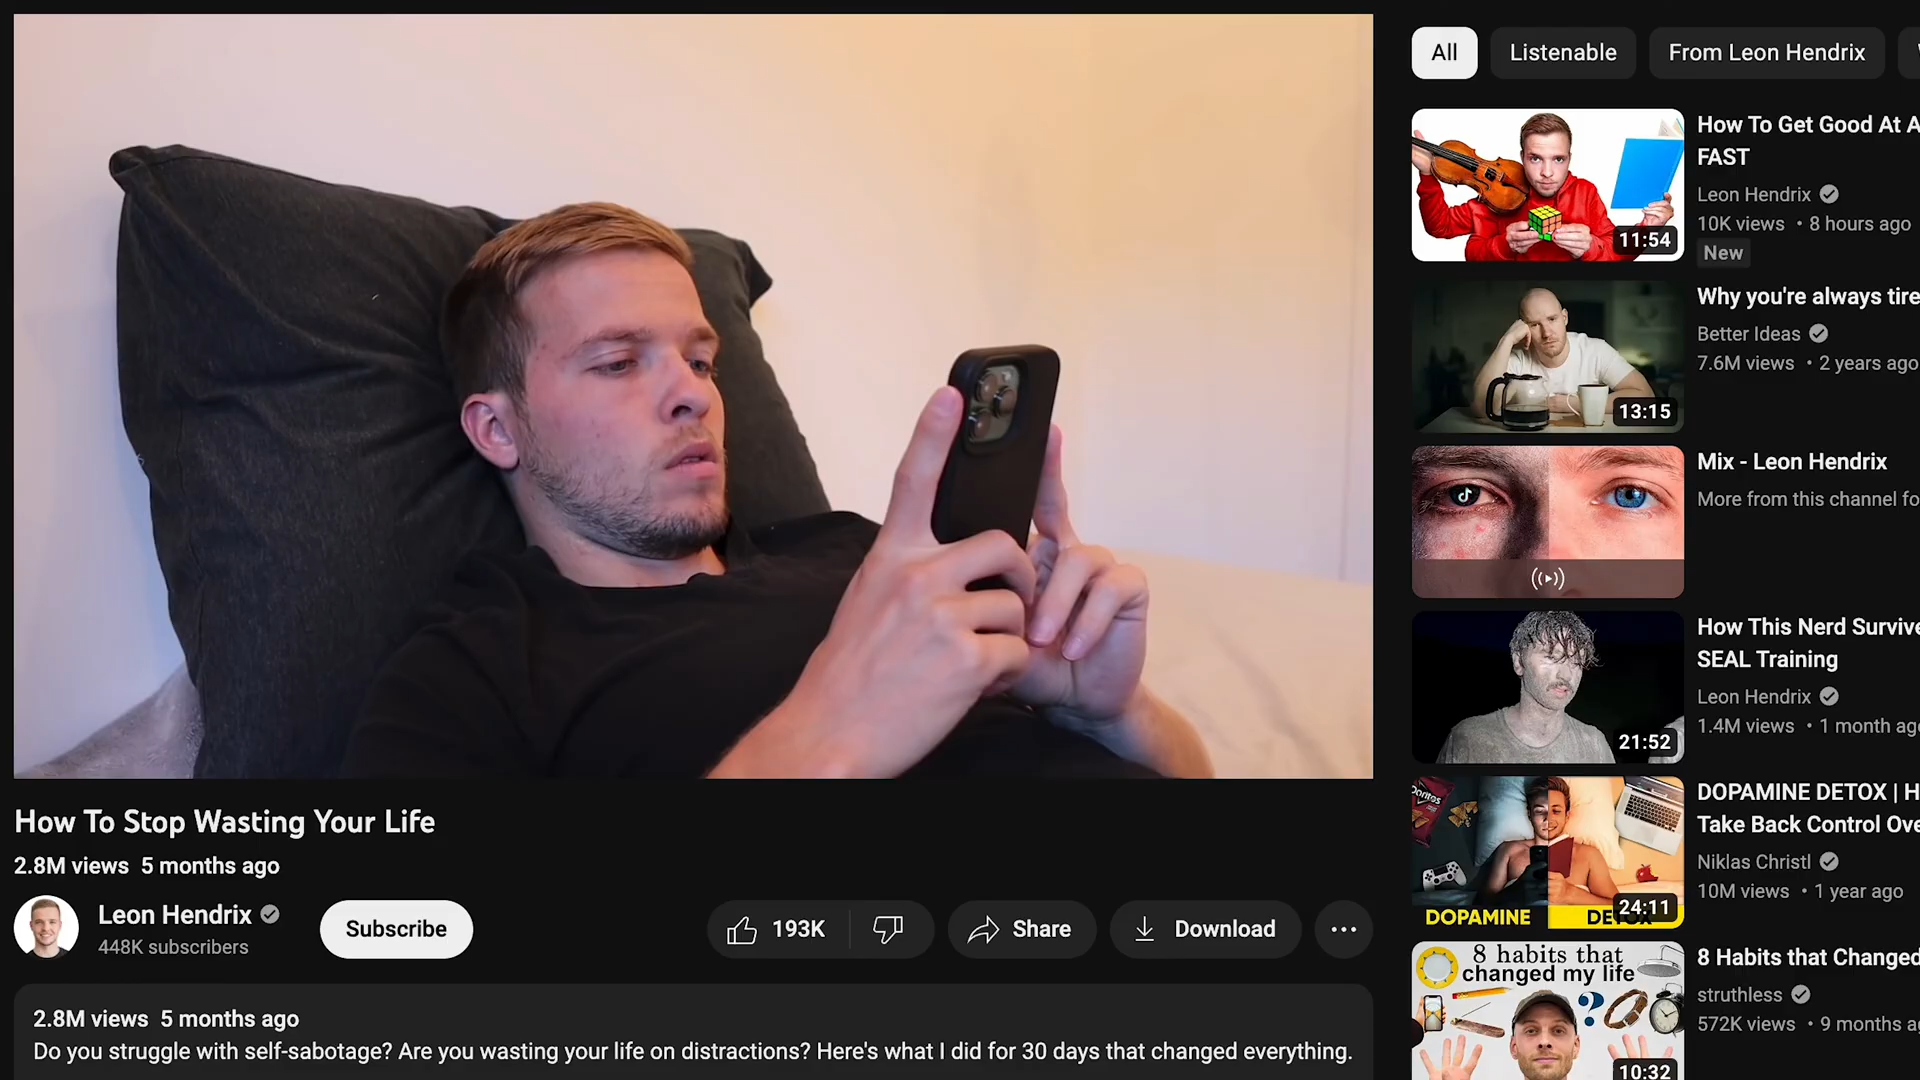 How To Stop Wasting Your Life
2.8M views 5 months ago
Leon Hendrix
448K subscribers
Subscribe
193K
Share
Download
2.8M views 5 months ago
Do you struggle with self-sabotage? Are you wasting your life on distractions? Here's what I did for 30 days that changed everything.
All
Listenable
From Leon Hendrix
11:54
How To Get Good At A
FAST
Leon Hendrix
10K views • 8 hours ago
New
13:15
Why you're always tire
Better Ideas
7.6M views • 2 years ago
Mix - Leon Hendrix
More from this channel fo
21:52
How This Nerd Survive
SEAL Training
Leon Hendrix
1.4M views • 1 month ago
Doritos
DOPAMINE
24:11
DOPAMINE DETOX | H
Take Back Control Ove
Niklas Christl
10M views • 1 year ago
8 habits that
changed my life
10:32
8 Habits that Changed
struthless
572K views • 9 months ag